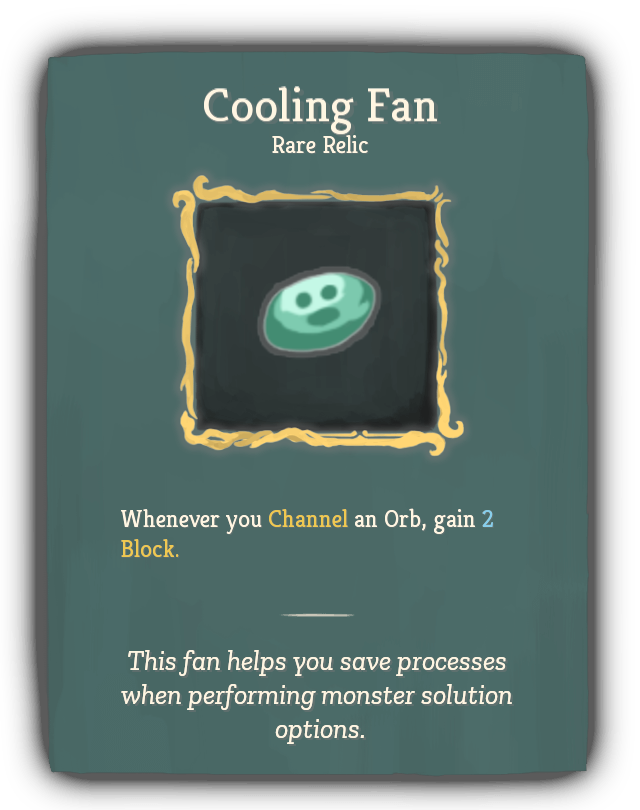 Cooling Fan
Rare Relic
Whenever you Channel an Orb, gain 2
Block.
This fan helps you save processes
when performing monster solution
options.